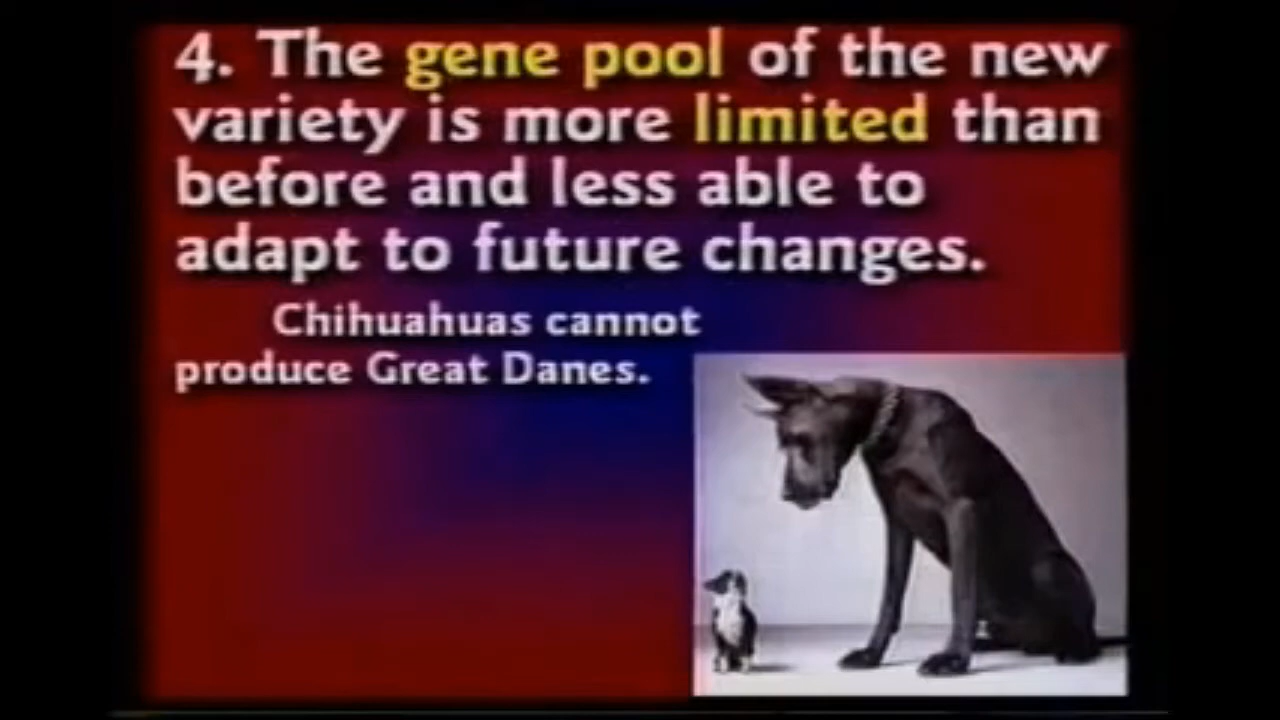 4. The gene pool of the new
variety is more limited than
before and less able to
adapt to future changes.
Chihuahuas cannot
produce Great Danes.